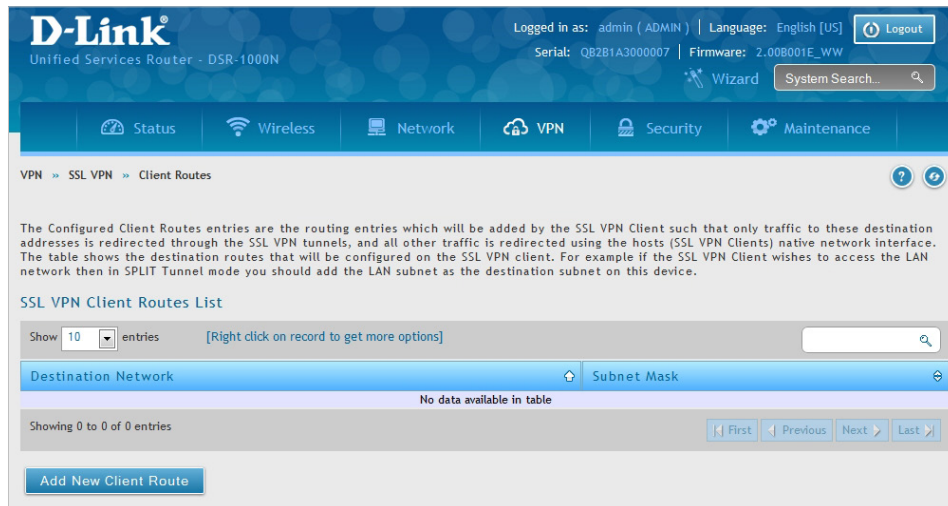 D-Link®
Unified Services Router - DSR-1000N
Logged in as: admin ( ADMIN ) | Language: English [US]
Logout
Serial: QB2B1A3000007 | Firmware: 2.00B001E_WW
Wizard
System Search...
Status
Wireless
Network
VPN
Security
Maintenance
VPN » SSL VPN » Client Routes
?
The Configured Client Routes entries are the routing entries which will be added by the SSL VPN Client such that only traffic to these destination
addresses is redirected through the SSL VPN tunnels, and all other traffic is redirected using the hosts (SSL VPN Clients) native network interface.
The table shows the destination routes that will be configured on the SSL VPN client. For example if the SSL VPN Client wishes to access the LAN
network then in SPLIT Tunnel mode you should add the LAN subnet as the destination subnet on this device.
SSL VPN Client Routes List
Show 10 entries
[Right click on record to get more options]
Destination Network
Subnet Mask
No data available in table
Showing 0 to 0 of 0 entries
First
Previous
Next
Last
Add New Client Route